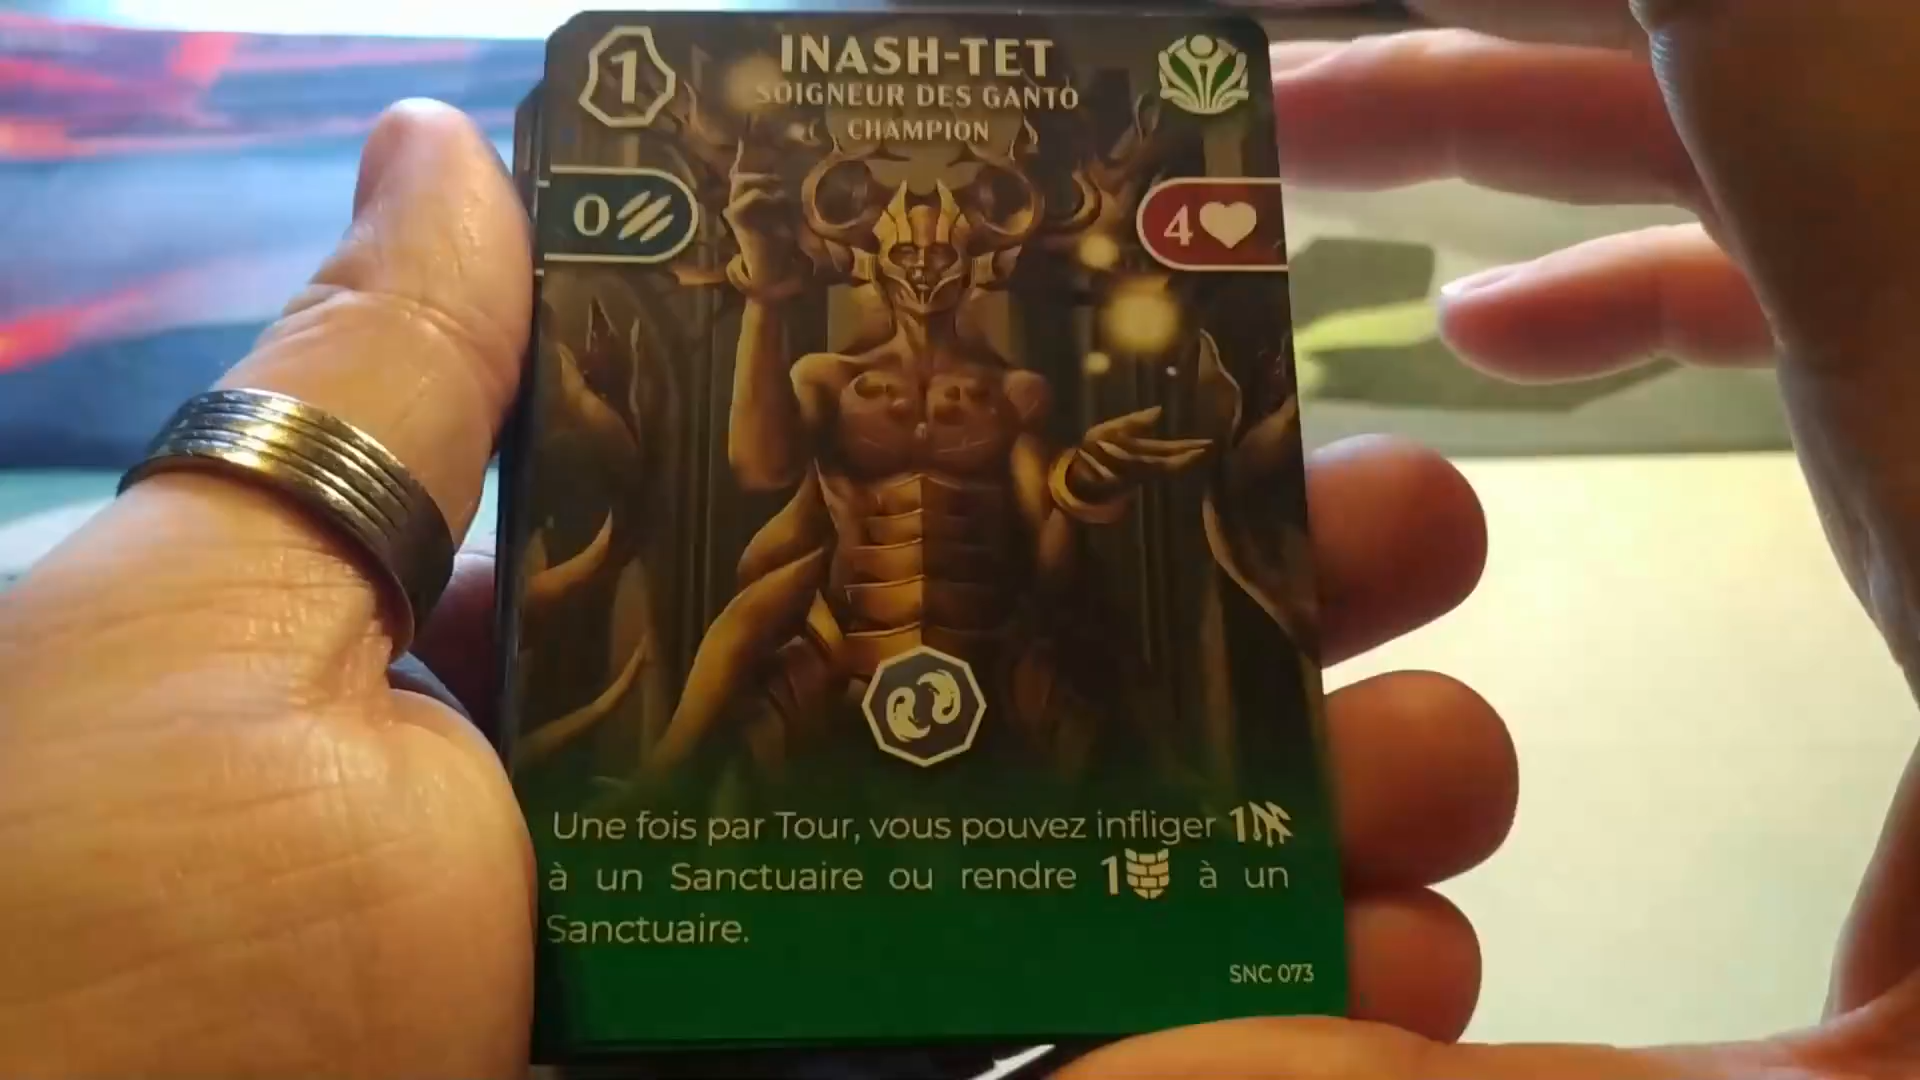 1
INASH-TET
SOIGNEUR DES GANTO
CHAMPION
0
4
Une fois par Tour, vous pouvez infliger 1
à un Sanctuaire ou rendre 1 à un
Sanctuaire.
SNC 073